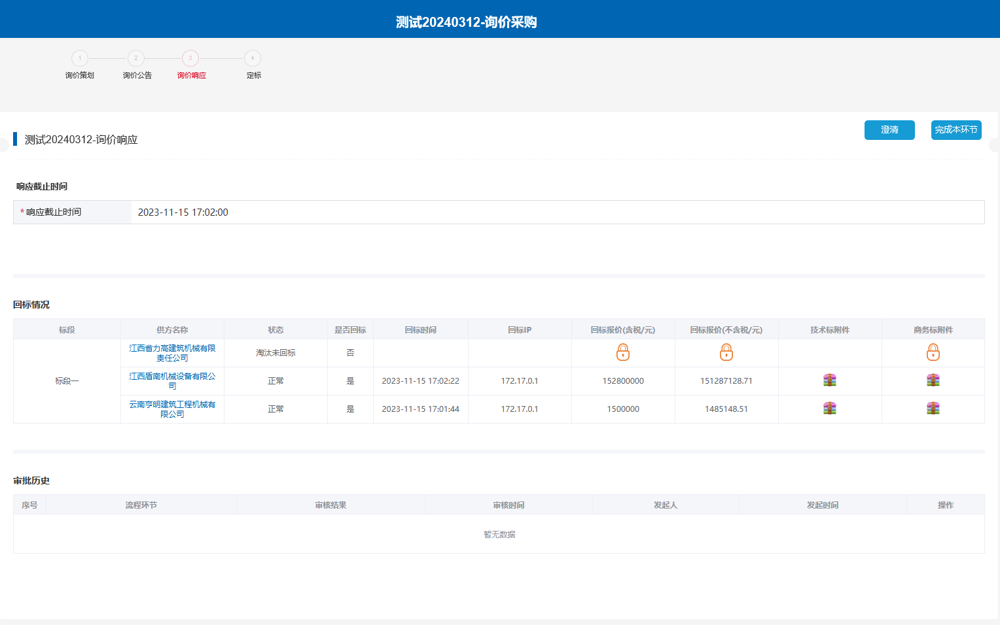 测试20240312-询价采购
1
2
3
4
询价策划
询价公告
询价响应
定标
测试20240312-询价响应
澄清
完成本环节
响应截止时间
* 响应截止时间
2023-11-15 17:02:00
回标情况
标段
供方名称
状态
是否回标
回标时间
回标IP
回标报价(含税/元)
回标报价(不含税/元)
技术标附件
商务标附件
标段一
江西省力高建筑机械有限
责任公司
淘汰未回标
否
江西盾南机械设备有限公
司
正常
是
2023-11-15 17:02:22
172.17.0.1
152800000
151287128.71
云南亨明建筑工程机械有
限公司
正常
是
2023-11-15 17:01:44
172.17.0.1
1500000
1485148.51
审批历史
序号
流程环节
审核结果
审核时间
发起人
发起时间
操作
暂无数据